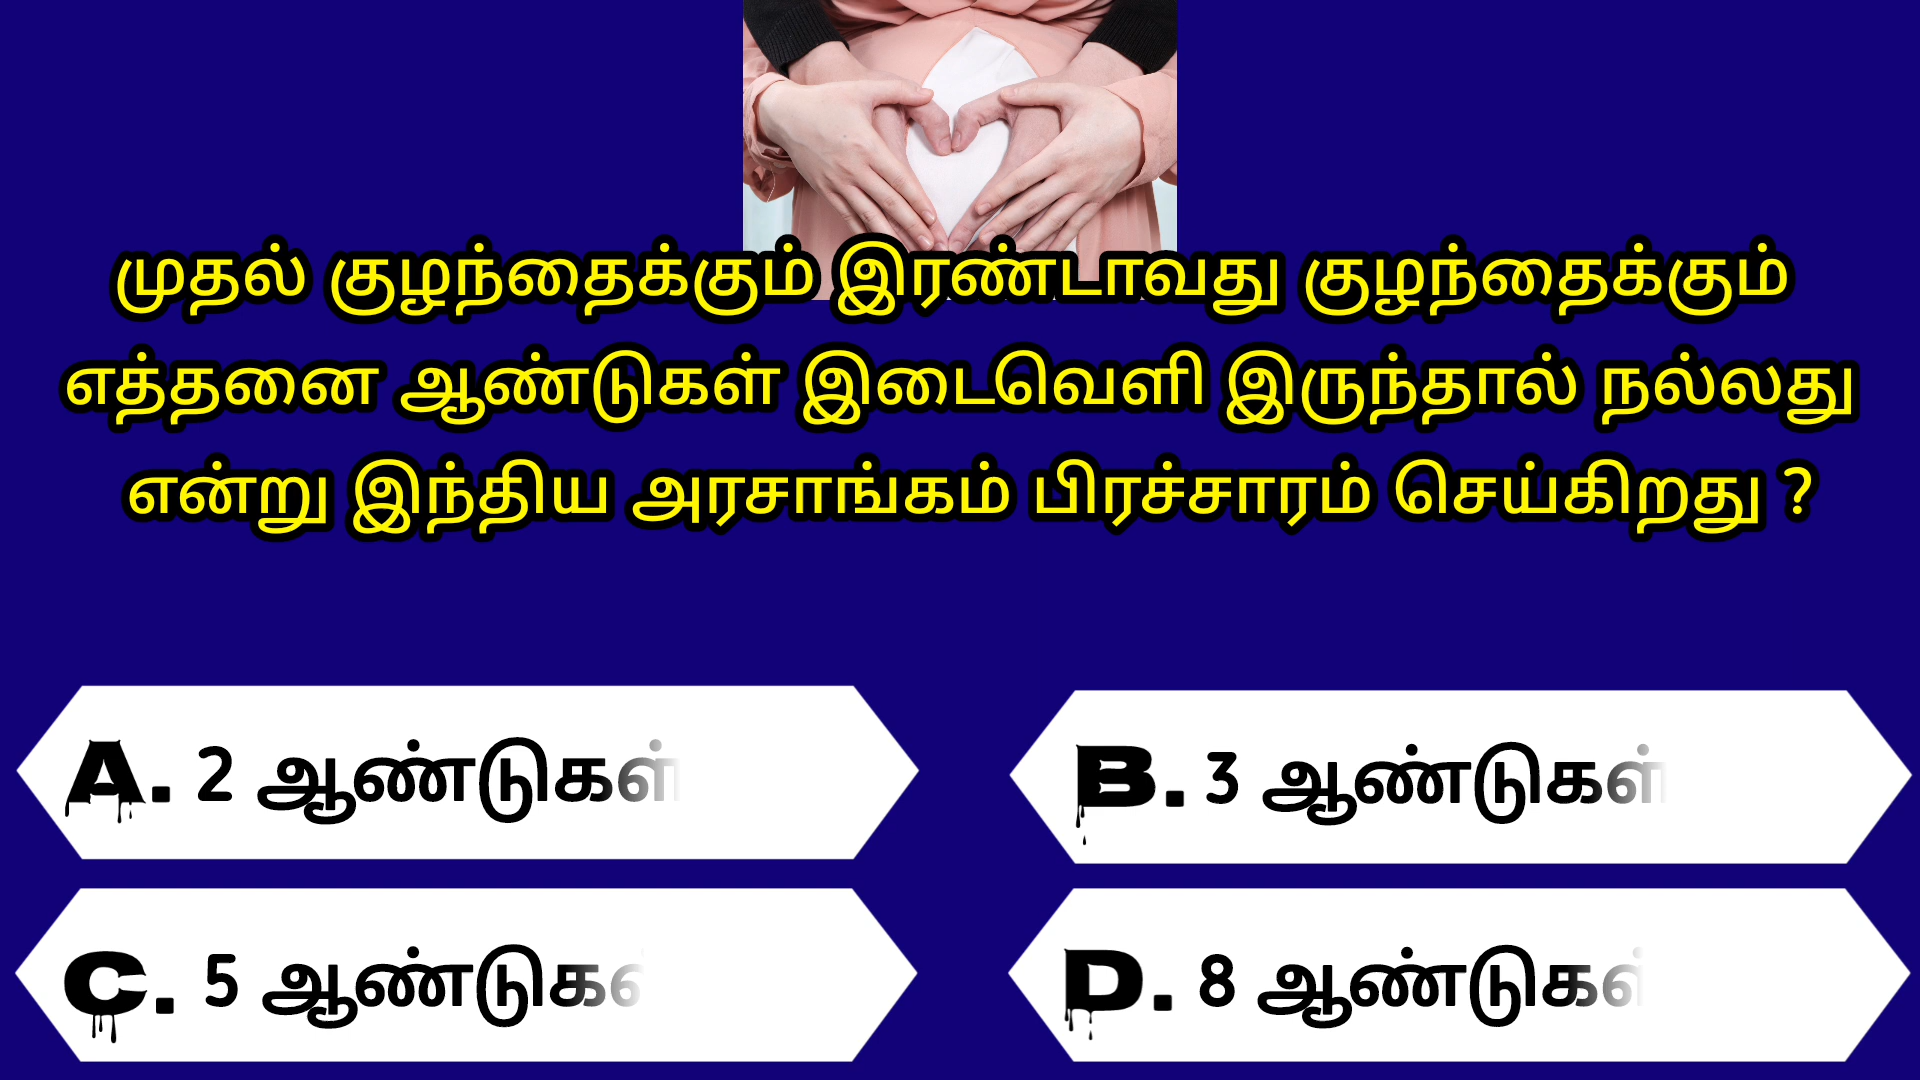 முதல் குழந்தைக்கும் இரண்டாவது குழந்தைக்கும்
எத்தனை ஆண்டுகள் இடைவெளி இருந்தால் நல்லது
என்று இந்திய அரசாங்கம் பிரச்சாரம் செய்கிறது ?
A. 2 ஆண்டுகள்
B. 3 ஆண்டுகள்
C. 5 ஆண்டுகள்
D. 8 ஆண்டுகள்